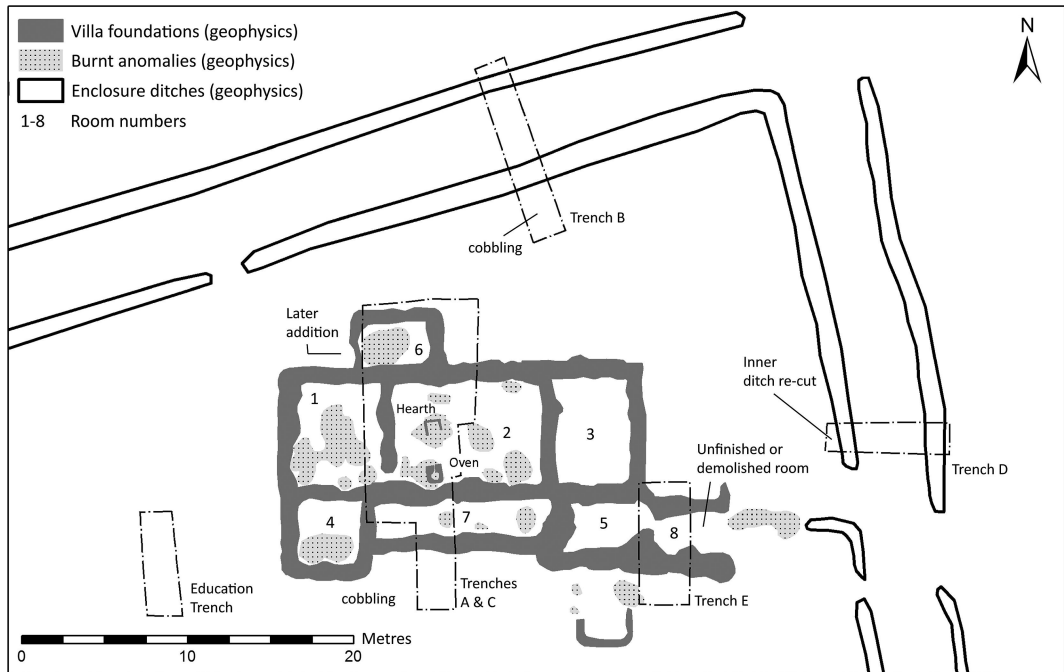 Villa foundations (geophysics)
Burnt anomalies (geophysics)
Enclosure ditches (geophysics)
1-8 Room numbers
N
Trench B
cobbling
Later
addition
6
1
Hearth
2
3
Oven
Inner
ditch re-cut
Unfinished or
demolished room
Trench D
4
7
5
8
Education
Trench
cobbling
Trenches
A & C
Trench E
Metres
0
10
20